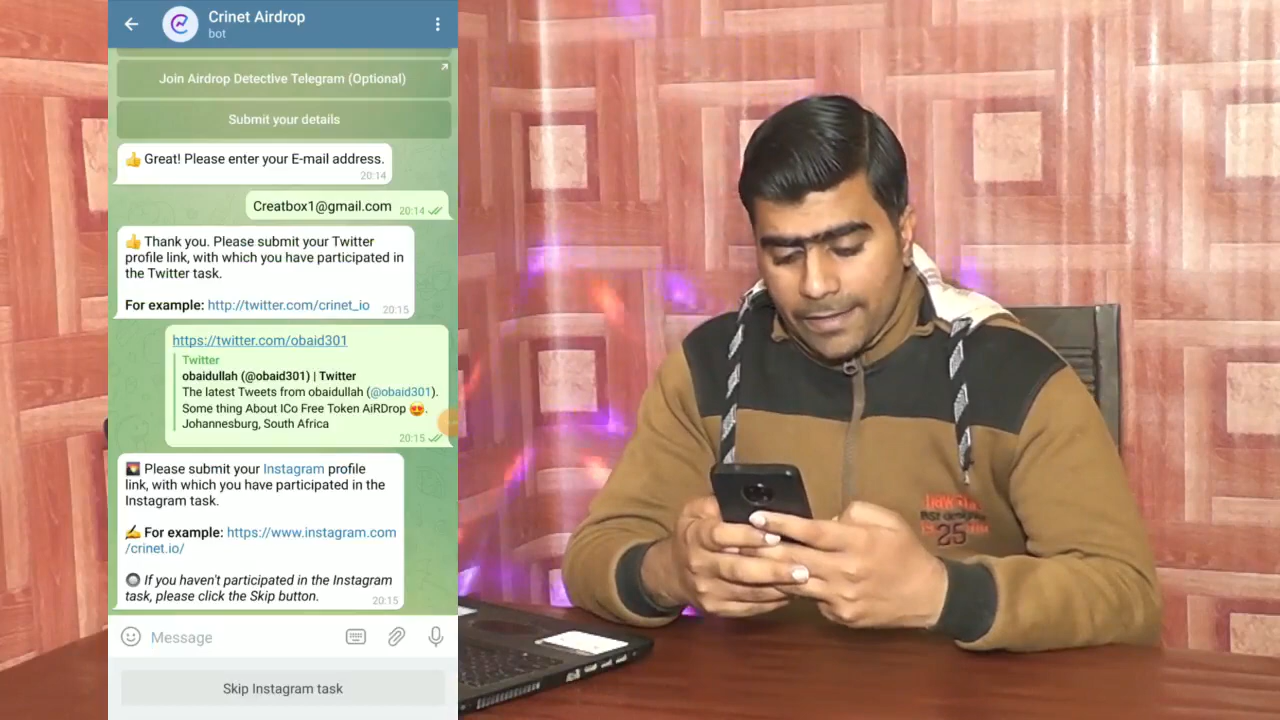 Crinet Airdrop
bot
Join Airdrop Detective Telegram (Optional)
Submit your details
👍 Great! Please enter your E-mail address.
20:14
Creatbox1@gmail.com 20:14
👍 Thank you. Please submit your Twitter
profile link, with which you have participated in
the Twitter task.
For example: http://twitter.com/crinet_io 20:15
https://twitter.com/obaid301
Twitter
obaidullah (@obaid301) | Twitter
The latest Tweets from obaidullah (@obaid301).
Some thing About ICo Free Token AiRDrop 😍.
Johannesburg, South Africa
20:15
🌄 Please submit your Instagram profile
link, with which you have participated in the
Instagram task.
✍️ For example: https://www.instagram.com
/crinet.io/
🔘 If you haven't participated in the Instagram
task, please click the Skip button. 20:15
Message
Skip Instagram task
25